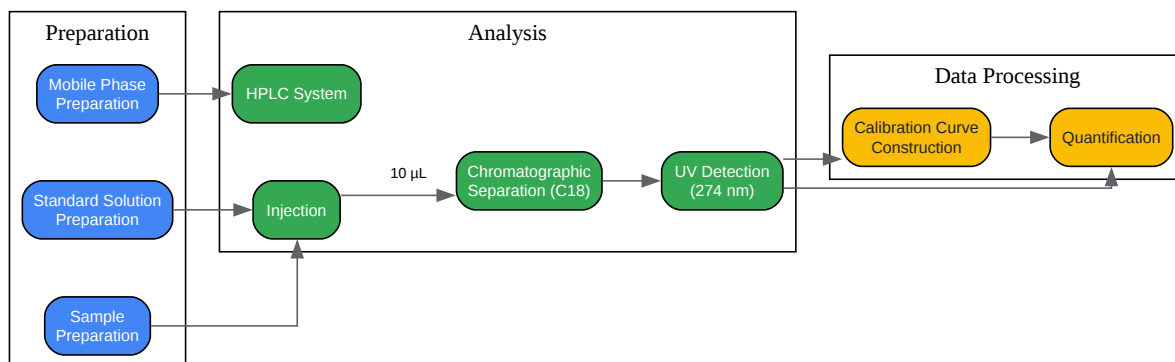 Preparation
Mobile Phase
Preparation
Standard Solution
Preparation
Sample
Preparation
Analysis
HPLC System
Injection
10 µL
Chromatographic
Separation (C18)
UV Detection
(274 nm)
Data Processing
Calibration Curve
Construction
Quantification